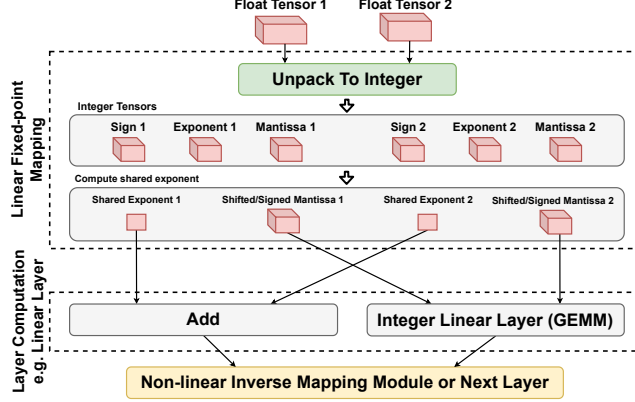 Float Tensor 1
Float Tensor 2
Linear Fixed-point
Mapping
Unpack To Integer
Integer Tensors
Sign 1
Exponent 1
Mantissa 1
Sign 2
Exponent 2
Mantissa 2
Compute shared exponent
Shared Exponent 1
Shifted/Signed Mantissa 1
Shared Exponent 2
Shifted/Signed Mantissa 2
Layer Computation
e.g. Linear Layer
Add
Integer Linear Layer (GEMM)
Non-linear Inverse Mapping Module or Next Layer